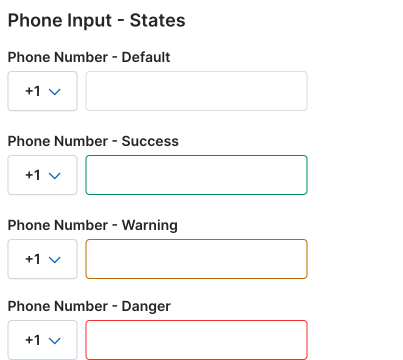 Phone Input - States
Phone Number - Default
+1
Phone Number - Success
+1
Phone Number - Warning
+1
Phone Number - Danger
+1